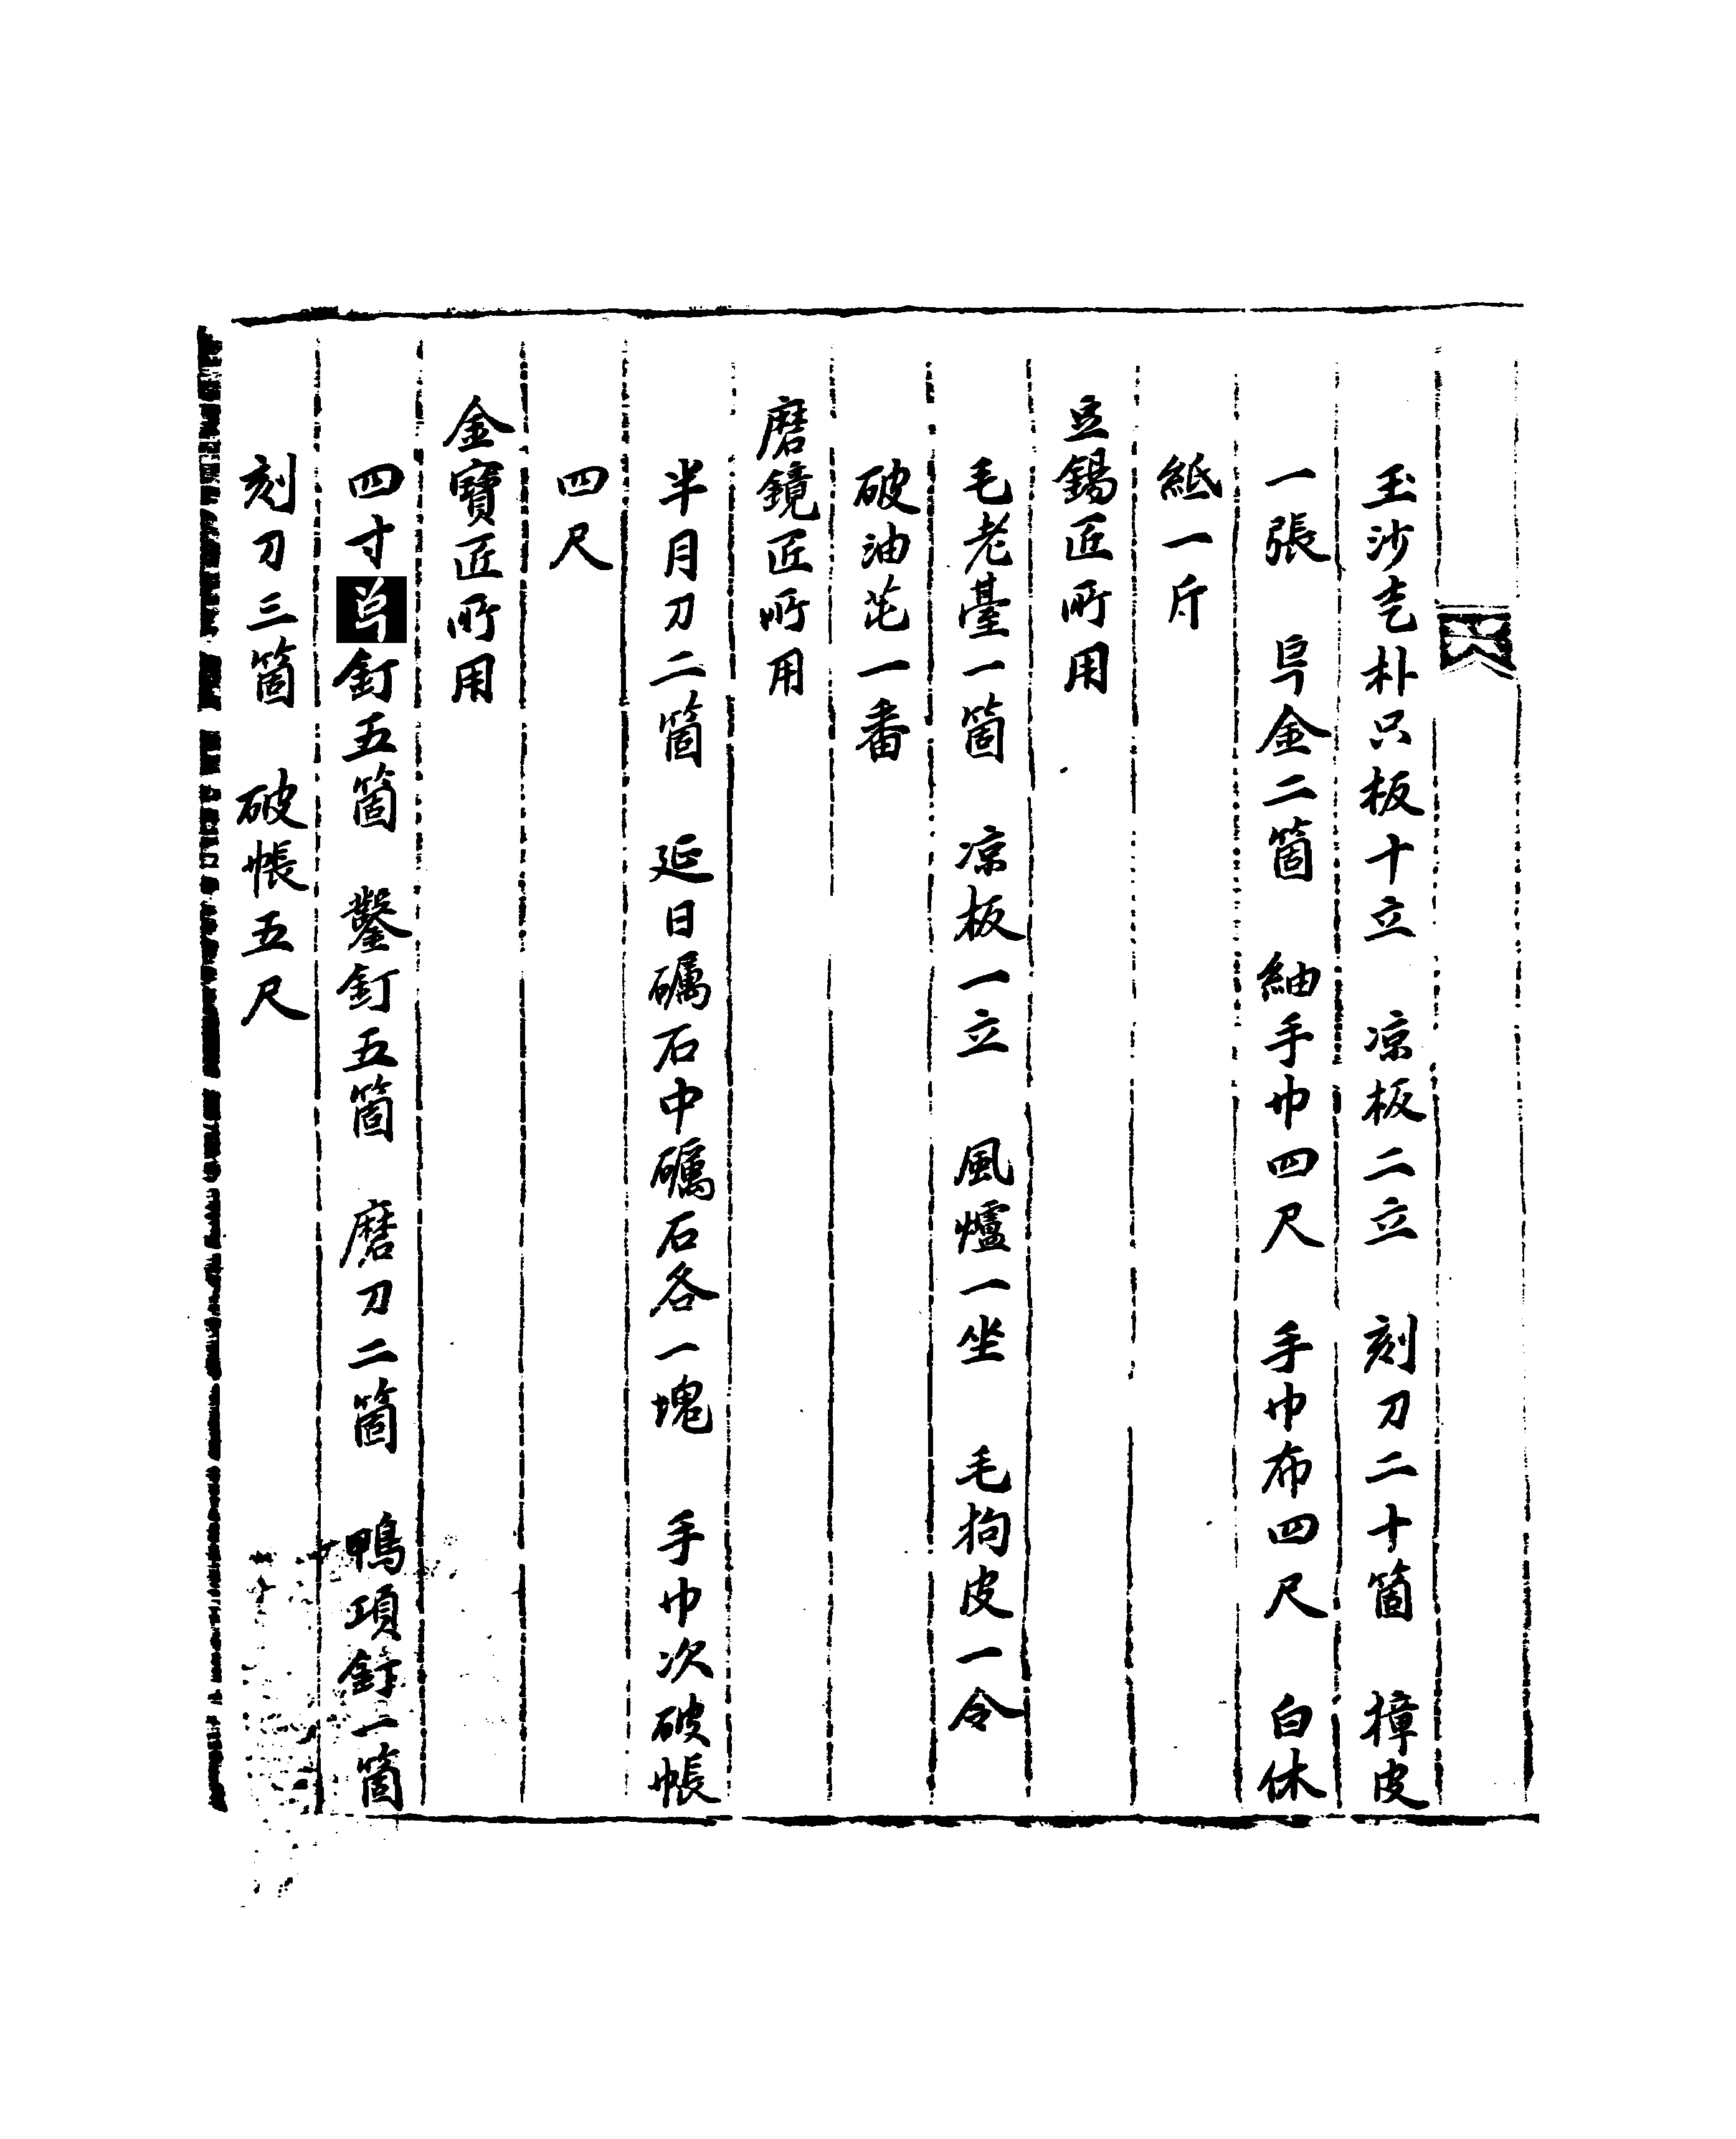 玉沙㐐朴只板十立 凉板二立 刻刀二十箇 獐皮
一張 㠪金二箇 紬手巾四尺 手巾布四尺 白休
紙一斤
豆錫匠所用
毛老臺一箇 凉板一立 風爐一坐 毛狗皮一令
破油芚一番
磨鏡匠所用
半月刀二箇 延日礪石中礪石各一塊 手巾次破帳
四尺
金寶匠所用
四寸釘五箇 鑿釘五箇 磨刀二箇 鴨項釘一箇
刻刀三箇 破帳五尺